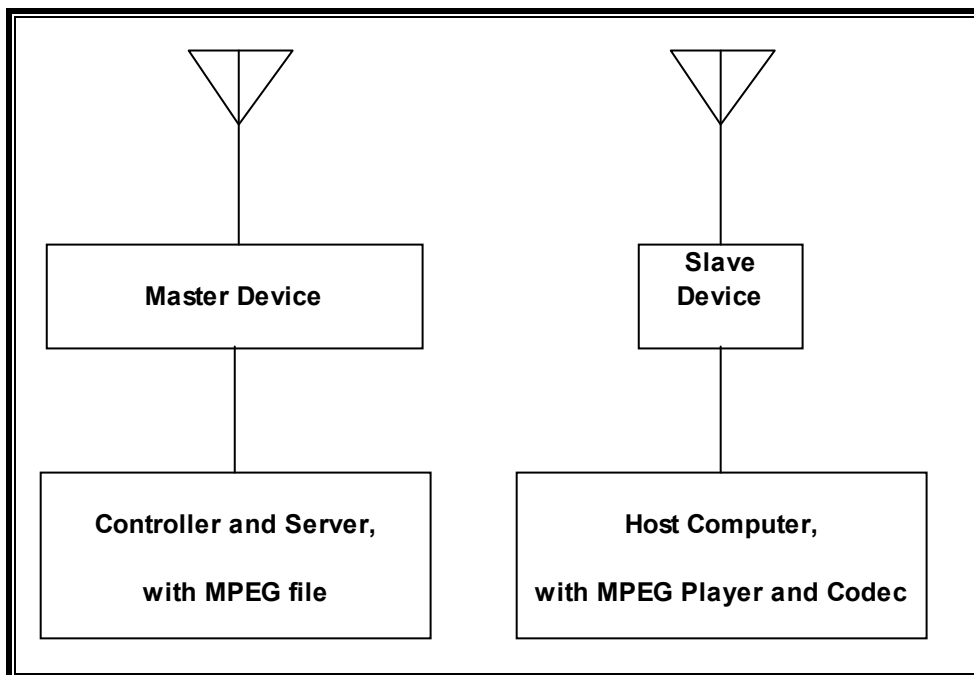 Master Device
Slave
Device
Controller and Server,
with MPEG file
Host Computer,
with MPEG Player and Codec